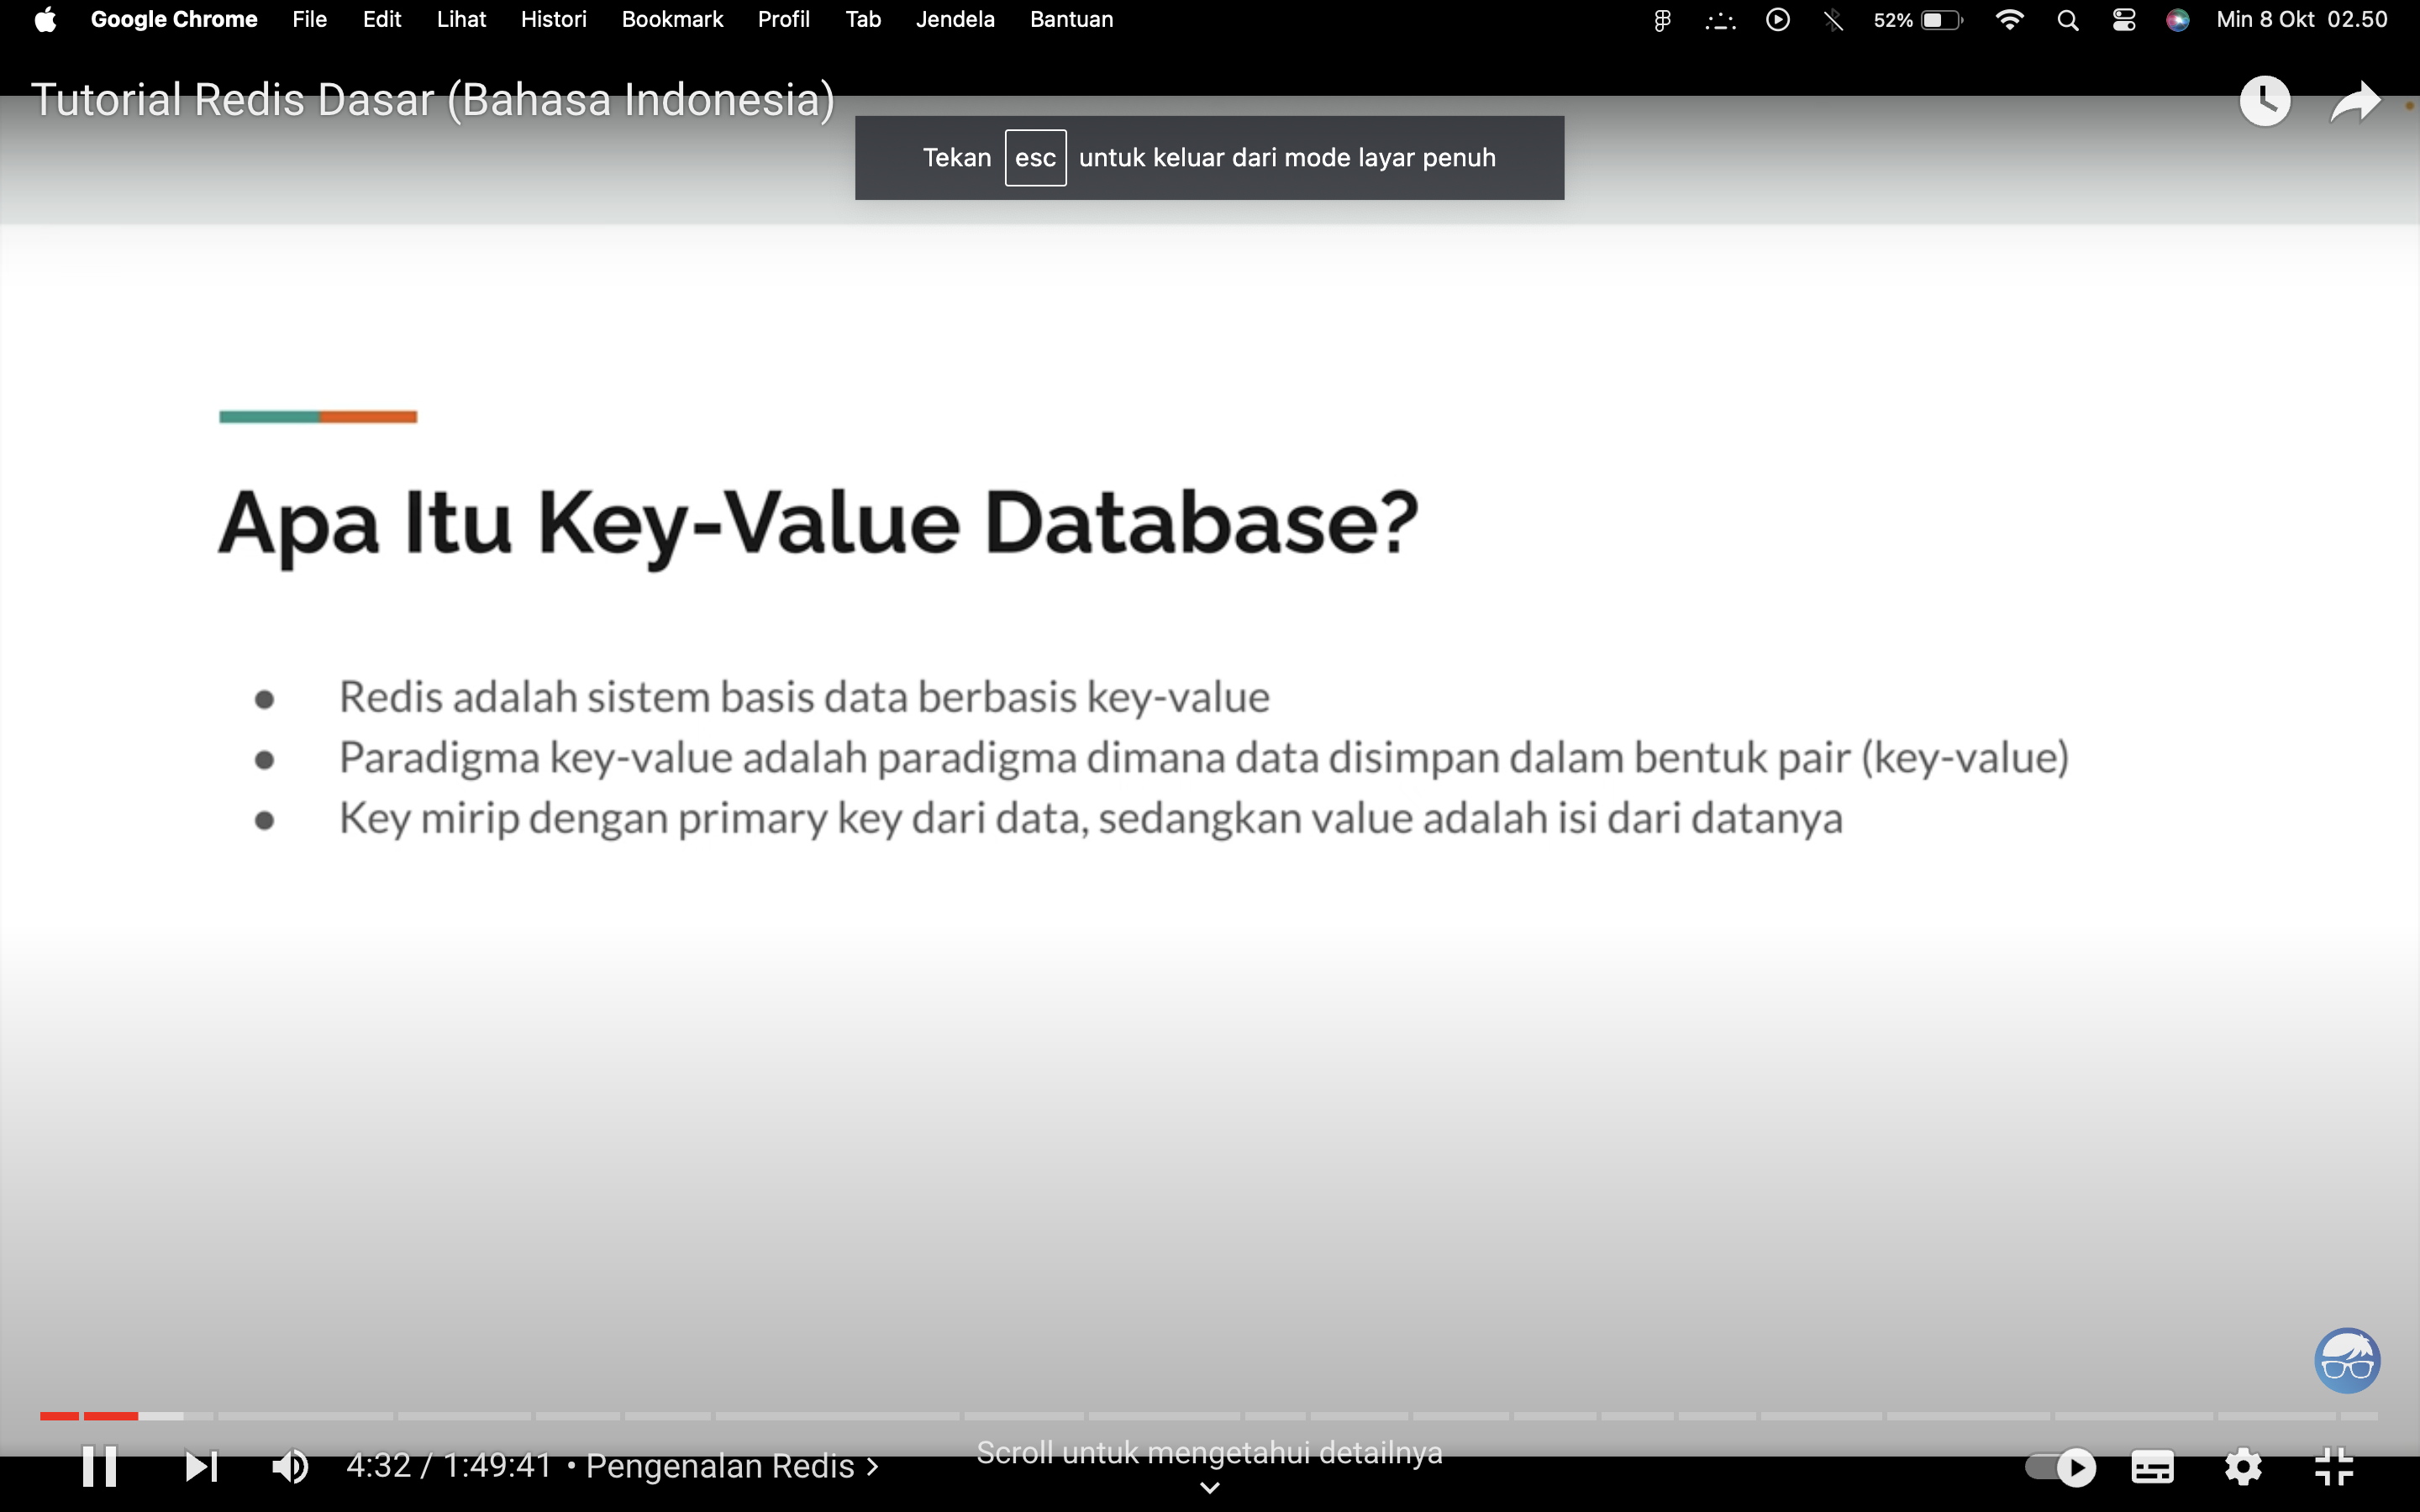 Google Chrome File Edit Lihat Histori Bookmark Profil Tab Jendela Bantuan 52% Min 8 Okt 02.50
Tutorial Redis Dasar (Bahasa Indonesia)
Tekan esc untuk keluar dari mode layar penuh
Apa Itu Key-Value Database?
● Redis adalah sistem basis data berbasis key-value
● Paradigma key-value adalah paradigma dimana data disimpan dalam bentuk pair (key-value)
● Key mirip dengan primary key dari data, sedangkan value adalah isi dari datanya
4:32 / 1:49:41 • Pengenalan Redis >
Scroll untuk mengetahui detailnya